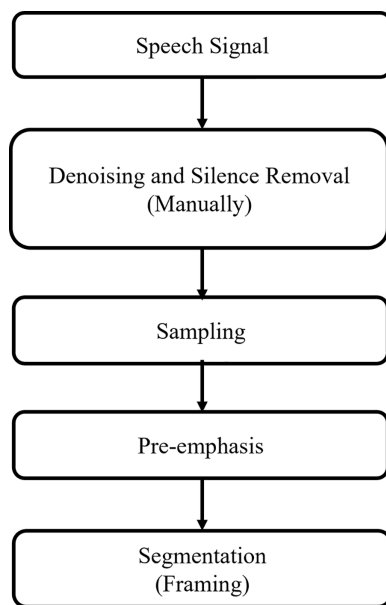 Speech Signal
Denoising and Silence Removal
(Manually)
Sampling
Pre-emphasis
Segmentation
(Framing)